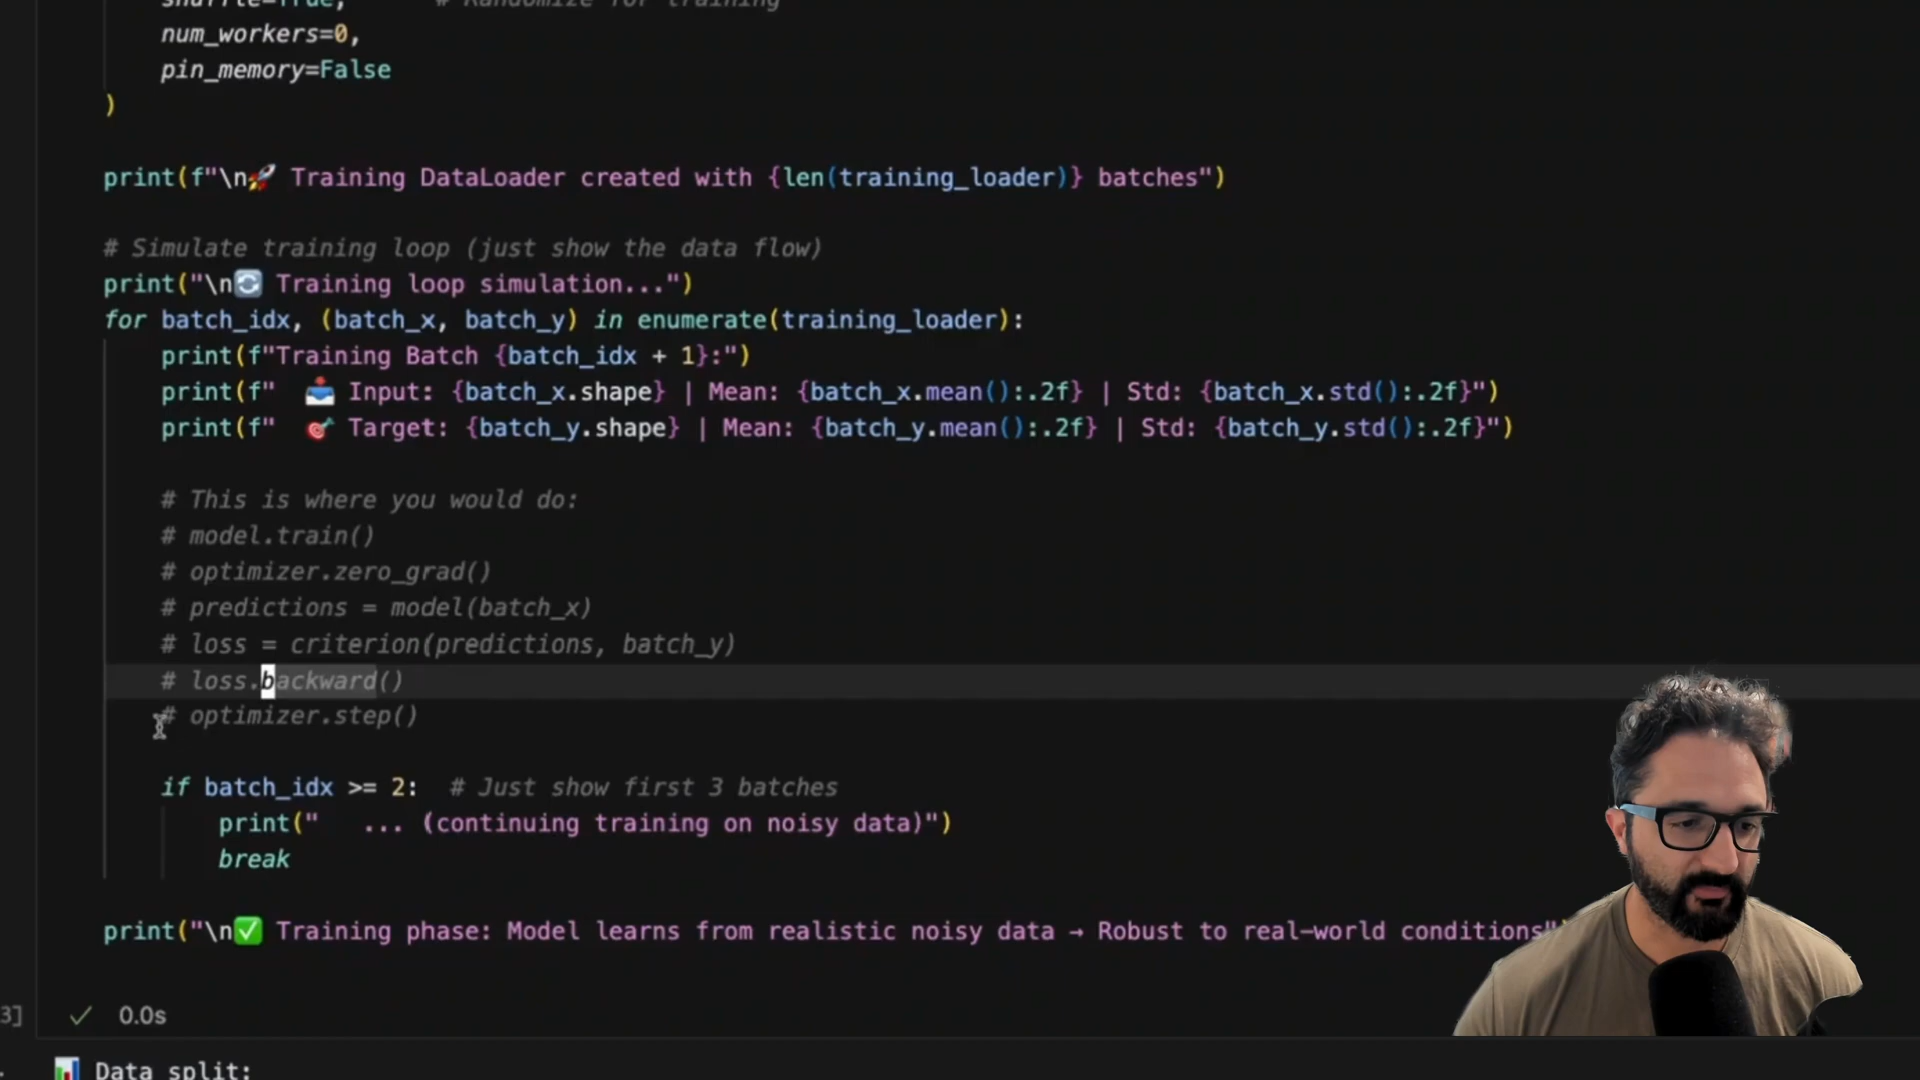 shuffle=True,      # Randomize for training
num_workers=0,
pin_memory=False
)
print(f"\n🚀 Training DataLoader created with {len(training_loader)} batches")
# Simulate training loop (just show the data flow)
print("\n🔄 Training loop simulation...")
for batch_idx, (batch_x, batch_y) in enumerate(training_loader):
print(f"Training Batch {batch_idx + 1}:")
print(f"  📥 Input: {batch_x.shape} | Mean: {batch_x.mean():.2f} | Std: {batch_x.std():.2f}")
print(f"  🎯 Target: {batch_y.shape} | Mean: {batch_y.mean():.2f} | Std: {batch_y.std():.2f}")
# This is where you would do:
# model.train()
# optimizer.zero_grad()
# predictions = model(batch_x)
# loss = criterion(predictions, batch_y)
# loss.backward()
# optimizer.step()
if batch_idx >= 2:  # Just show first 3 batches
print("   ... (continuing training on noisy data)")
break
print("\n✅ Training phase: Model learns from realistic noisy data → Robust to real-world conditions")
3] ✓ 0.0s
📊 Data split: